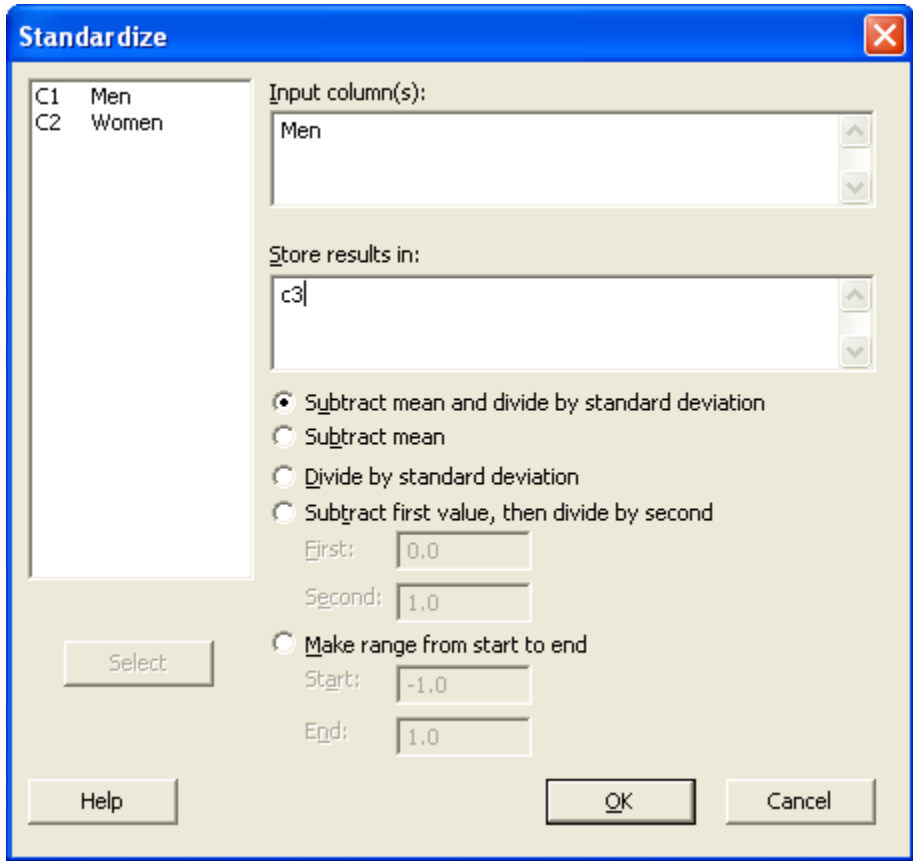 Standardize
C1 Men
C2 Women
Input column(s):
Men
Store results in:
c3
Subtract mean and divide by standard deviation
Subtract mean
Divide by standard deviation
Subtract first value, then divide by second
First: 0.0
Second: 1.0
Make range from start to end
Start: -1.0
End: 1.0
Select
Help
OK
Cancel